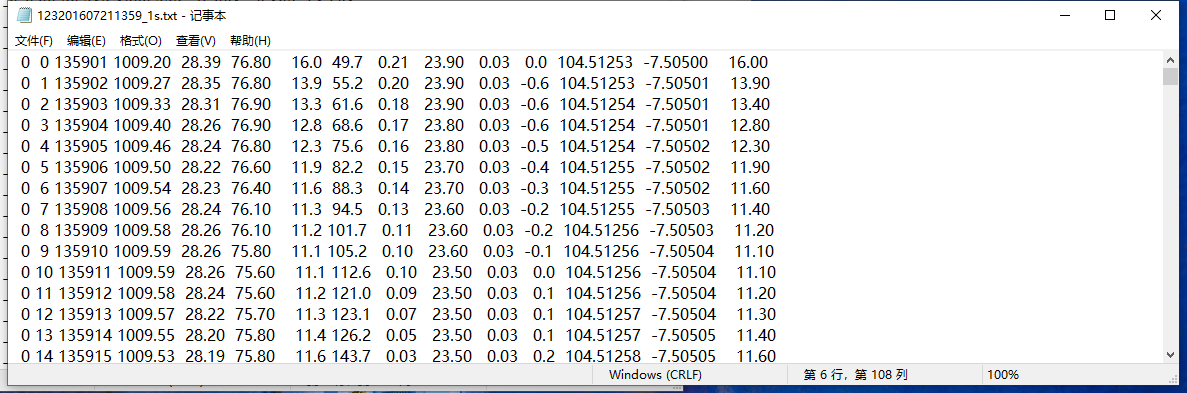 123201607211359_1s.txt - 记事本
文件(F) 编辑(E) 格式(O) 查看(V) 帮助(H)
0 0 135901 1009.20 28.39 76.80 16.0 49.7 0.21 23.90 0.03 0.0 104.51253 -7.50500 16.00
0 1 135902 1009.27 28.35 76.80 13.9 55.2 0.20 23.90 0.03 -0.6 104.51253 -7.50501 13.90
0 2 135903 1009.33 28.31 76.90 13.3 61.6 0.18 23.90 0.03 -0.6 104.51254 -7.50501 13.40
0 3 135904 1009.40 28.26 76.90 12.8 68.6 0.17 23.80 0.03 -0.6 104.51254 -7.50501 12.80
0 4 135905 1009.46 28.24 76.80 12.3 75.6 0.16 23.80 0.03 -0.5 104.51254 -7.50502 12.30
0 5 135906 1009.50 28.22 76.60 11.9 82.2 0.15 23.70 0.03 -0.4 104.51255 -7.50502 11.90
0 6 135907 1009.54 28.23 76.40 11.6 88.3 0.14 23.70 0.03 -0.3 104.51255 -7.50502 11.60
0 7 135908 1009.56 28.24 76.10 11.3 94.5 0.13 23.60 0.03 -0.2 104.51255 -7.50503 11.40
0 8 135909 1009.58 28.26 76.10 11.2 101.7 0.11 23.60 0.03 -0.2 104.51256 -7.50503 11.20
0 9 135910 1009.59 28.26 75.80 11.1 105.2 0.10 23.60 0.03 -0.1 104.51256 -7.50504 11.10
0 10 135911 1009.59 28.26 75.60 11.1 112.6 0.10 23.50 0.03 0.0 104.51256 -7.50504 11.10
0 11 135912 1009.58 28.24 75.60 11.2 121.0 0.09 23.50 0.03 0.1 104.51256 -7.50504 11.20
0 12 135913 1009.57 28.22 75.70 11.3 123.1 0.07 23.50 0.03 0.1 104.51257 -7.50504 11.30
0 13 135914 1009.55 28.20 75.80 11.4 126.2 0.05 23.50 0.03 0.1 104.51257 -7.50505 11.40
0 14 135915 1009.53 28.19 75.80 11.6 143.7 0.03 23.50 0.03 0.2 104.51258 -7.50505 11.60
Windows (CRLF) 第 6 行，第 108 列 100%